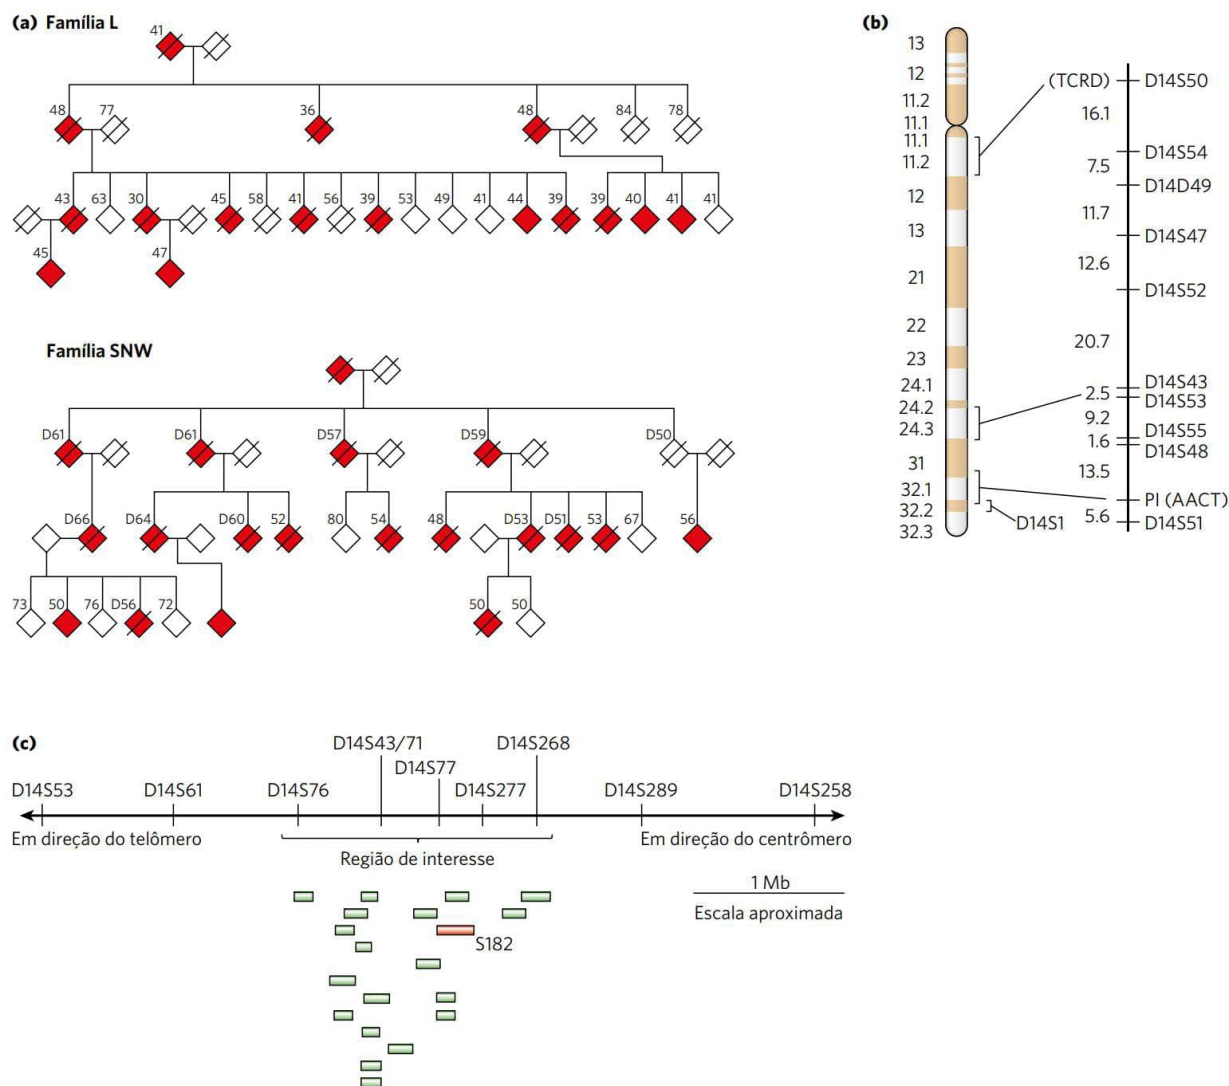 (a) Família L
41
48 77 36 48 84 78
43 63 30 45 58 41 56 39 53 49 41 44 39 39 40 41 41
45 47
Família SNW
D61 D61 D57 D59 D50
D66 D64 D60 52 80 54 48 D53 D51 53 67 56
73 50 76 D56 72 50 50
(b)
13
12
11.2
11.1
11.1
11.2
12
13
21
22
23
24.1
24.2
24.3
31
32.1
32.2
32.3
D14S1
(TCRD)
D14S50
16.1
D14S54
7.5
D14D49
11.7
D14S47
12.6
D14S52
20.7
D14S43
2.5
D14S53
9.2
D14S55
1.6
D14S48
13.5
PI (AACT)
5.6
D14S51
(c)
D14S43/71 D14S268
D14S77
D14S53 D14S61 D14S76 D14S277 D14S289 D14S258
Em direção do telômero Em direção do centrômero
Região de interesse
1 Mb
Escala aproximada
S182